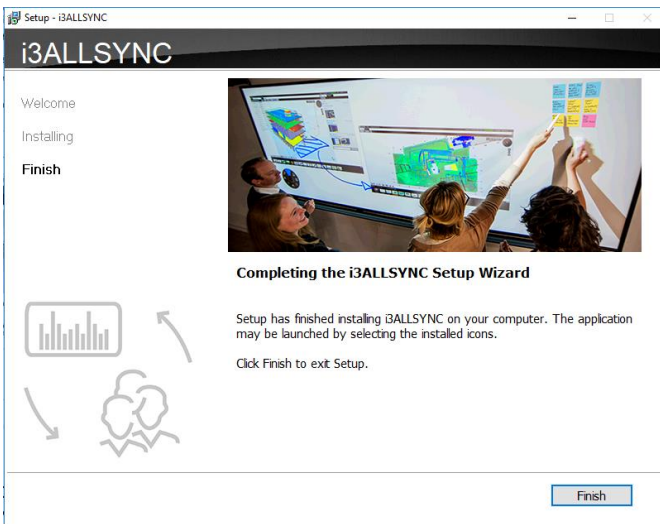 Setup - i3ALLSYNC
i3ALLSYNC
Welcome
Installing
Finish
Completing the i3ALLSYNC Setup Wizard
Setup has finished installing i3ALLSYNC on your computer. The application
may be launched by selecting the installed icons.
Click Finish to exit Setup.
Finish